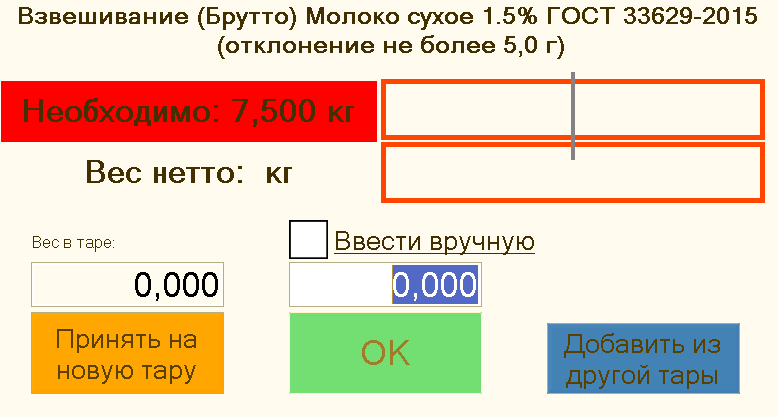 Взвешивание (Брутто) Молоко сухое 1.5% ГОСТ 33629-2015
(отклонение не более 5,0 г)
Необходимо: 7,500 кг
Вес нетто: кг
Вес в таре:
Ввести вручную
0,000
0,000
Принять на
новую тару
OK
Добавить из
другой тары